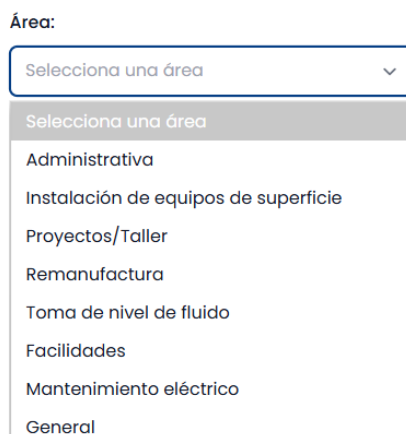 Área:
Selecciona una área
Selecciona una área
Administrativa
Instalación de equipos de superficie
Proyectos/Taller
Remanufactura
Toma de nivel de fluido
Facilidades
Mantenimiento eléctrico
General